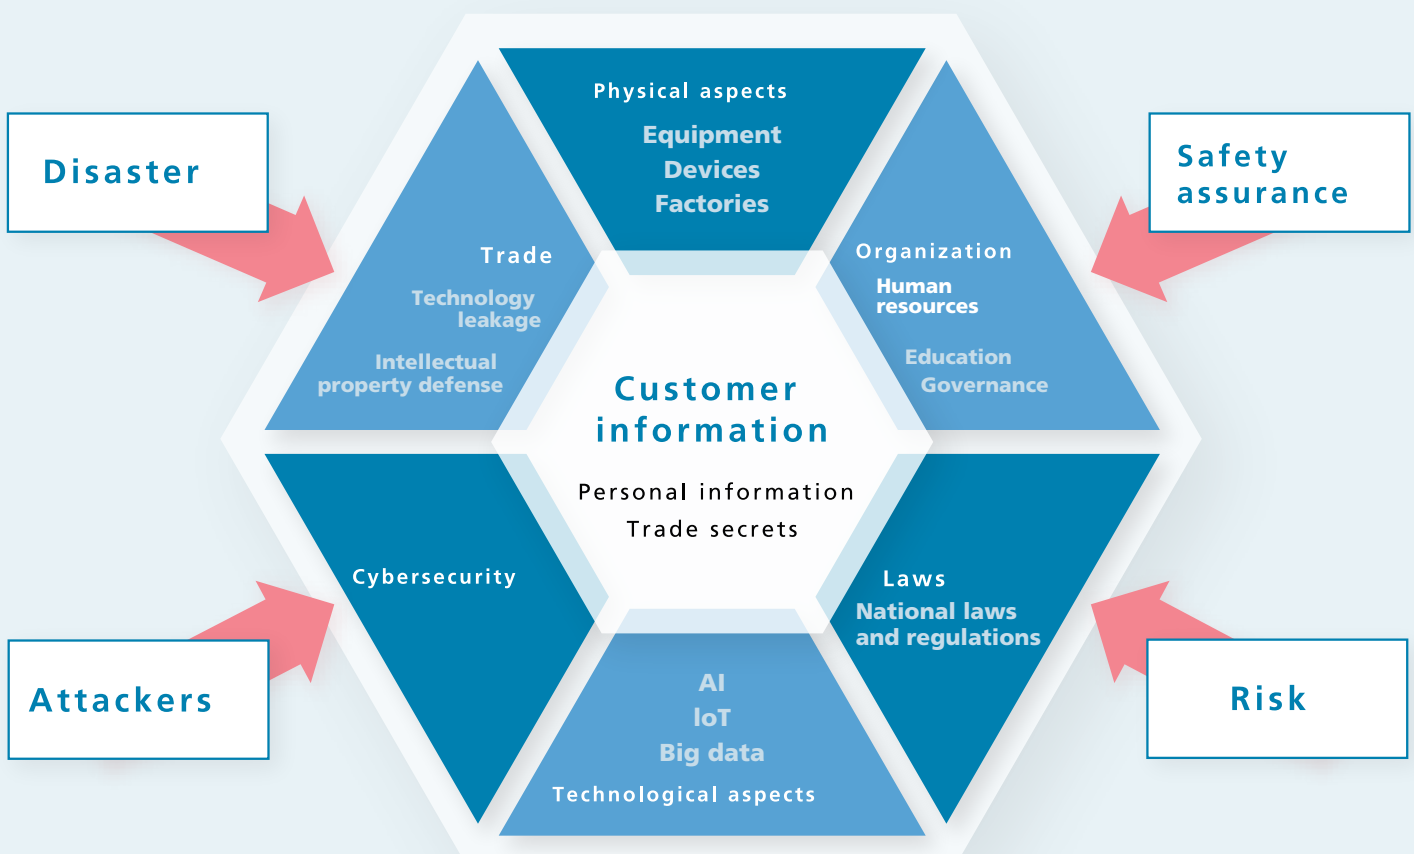 Physical aspects
Equipment
Devices
Factories
Disaster
Safety
assurance
Trade
Technology
leakage
Intellectual
property defense
Organization
Human
resources
Education
Governance
Customer
information
Personal information
Trade secrets
Cybersecurity
Laws
National laws
and regulations
Attackers
Risk
AI
IoT
Big data
Technological aspects